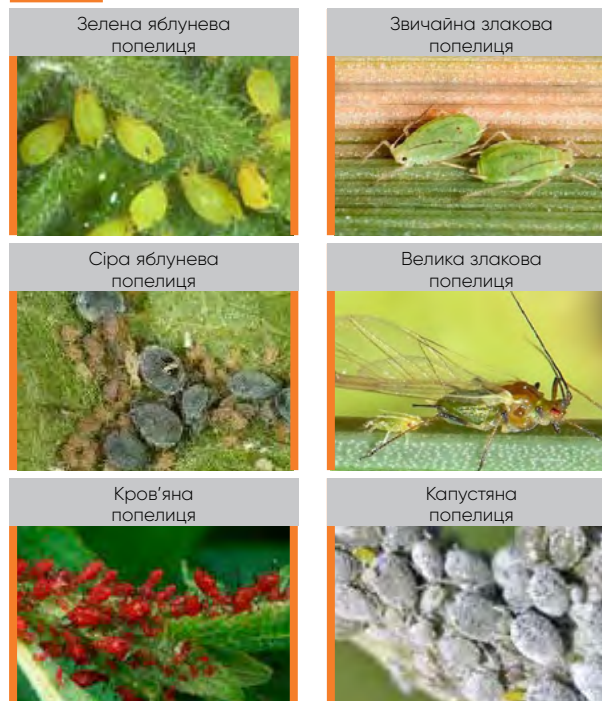 Зелена яблунева
попелиця
Звичайна злакова
попелиця
Сіра яблунева
попелиця
Велика злакова
попелиця
Кров’яна
попелиця
Капустяна
попелиця